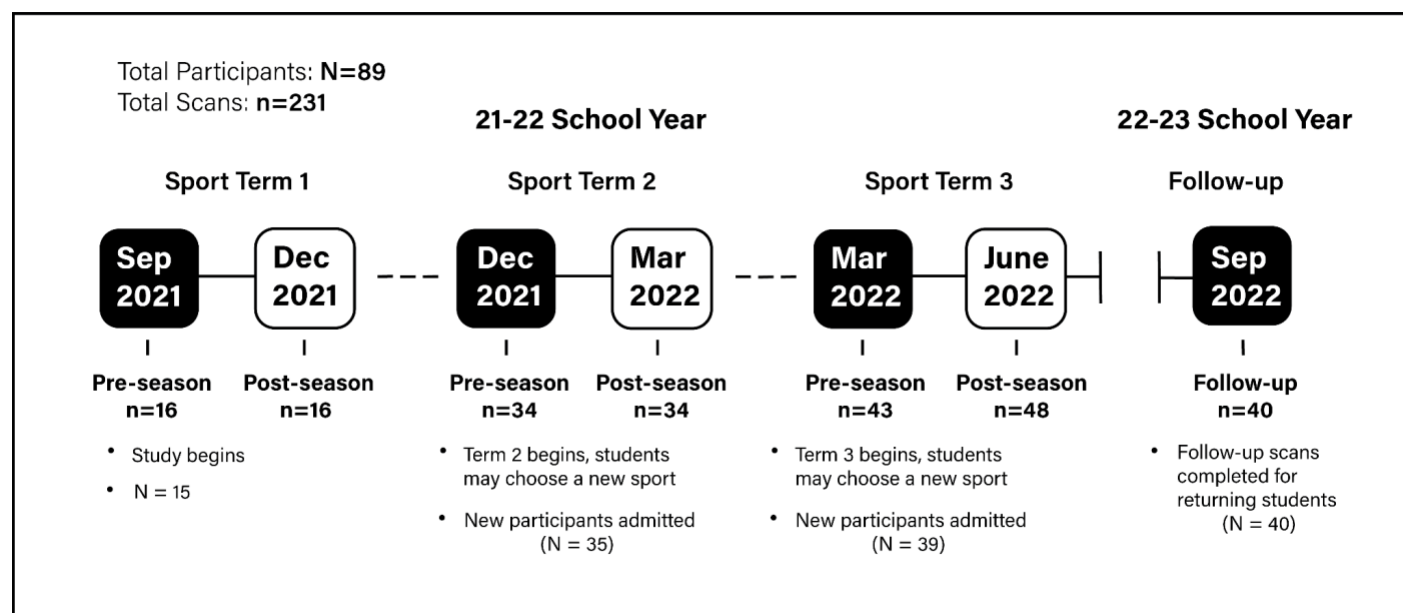 Total Participants: N=89
Total Scans: n=231
21-22 School Year
22-23 School Year
Sport Term 1
Sport Term 2
Sport Term 3
Follow-up
Sep
2021
Dec
2021
Dec
2021
Mar
2022
Mar
2022
June
2022
Sep
2022
Pre-season
n=16
Post-season
n=16
Pre-season
n=34
Post-season
n=34
Pre-season
n=43
Post-season
n=48
Follow-up
n=40
• Study begins
• N = 15
• Term 2 begins, students
may choose a new sport
• New participants admitted
(N = 35)
• Term 3 begins, students
may choose a new sport
• New participants admitted
(N = 39)
• Follow-up scans
completed for
returning students
(N = 40)